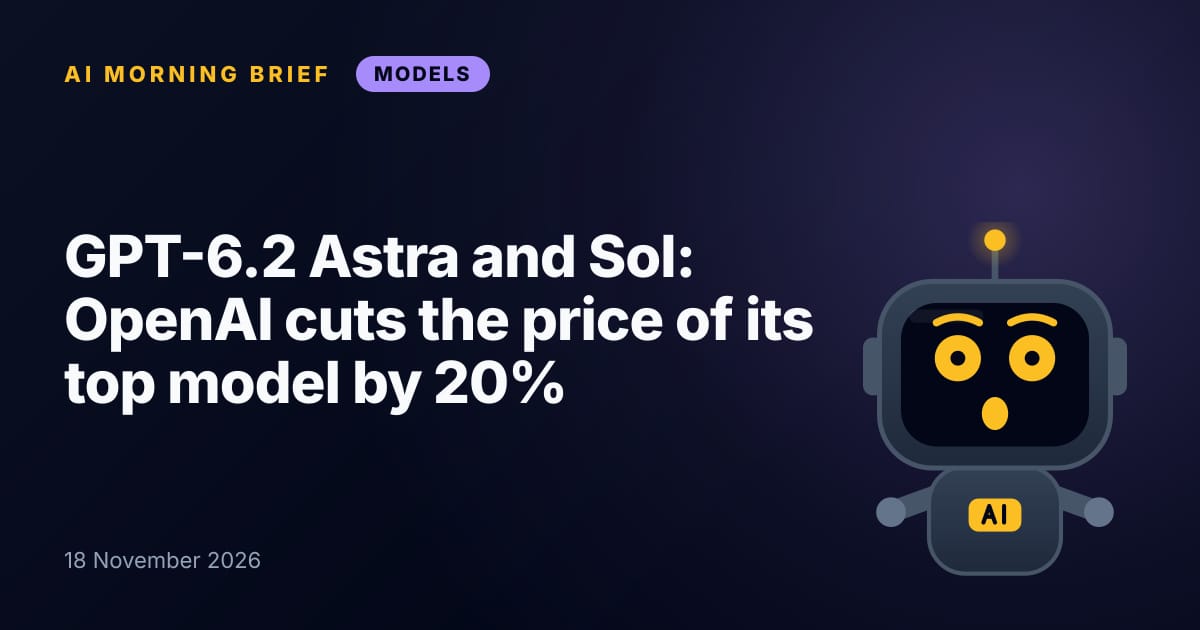 AI MORNING BRIEF MODELS
GPT-6.2 Astra and Sol:
OpenAI cuts the price of its
top model by 20%
AI
18 November 2026